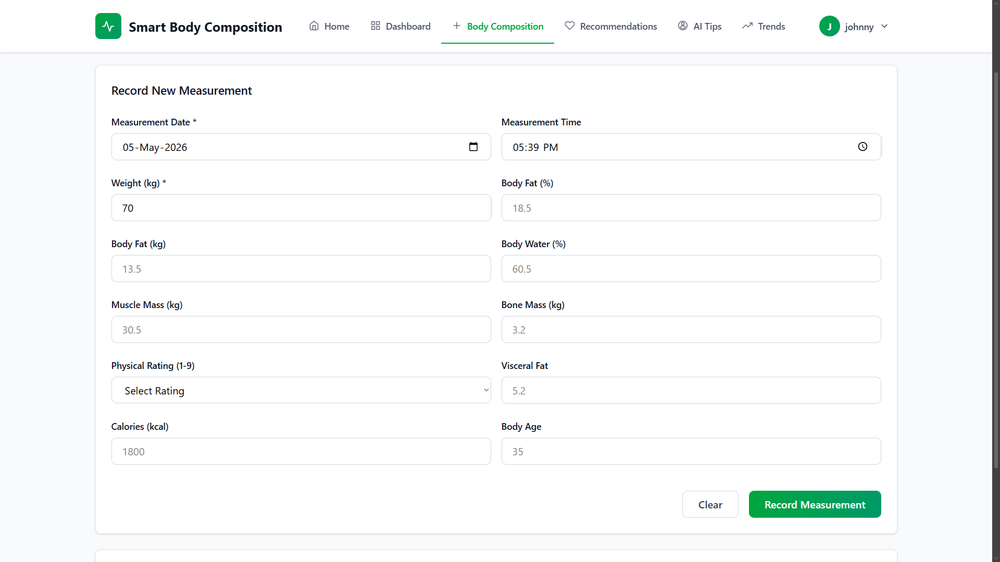 Smart Body Composition
Home
Dashboard
Body Composition
Recommendations
AI Tips
Trends
J
johnny
Record New Measurement
Measurement Date *
Measurement Time
05-May-2026
05:39 PM
Weight (kg) *
Body Fat (%)
70
18.5
Body Fat (kg)
Body Water (%)
13.5
60.5
Muscle Mass (kg)
Bone Mass (kg)
30.5
3.2
Physical Rating (1-9)
Visceral Fat
Select Rating
5.2
Calories (kcal)
Body Age
1800
35
Clear
Record Measurement